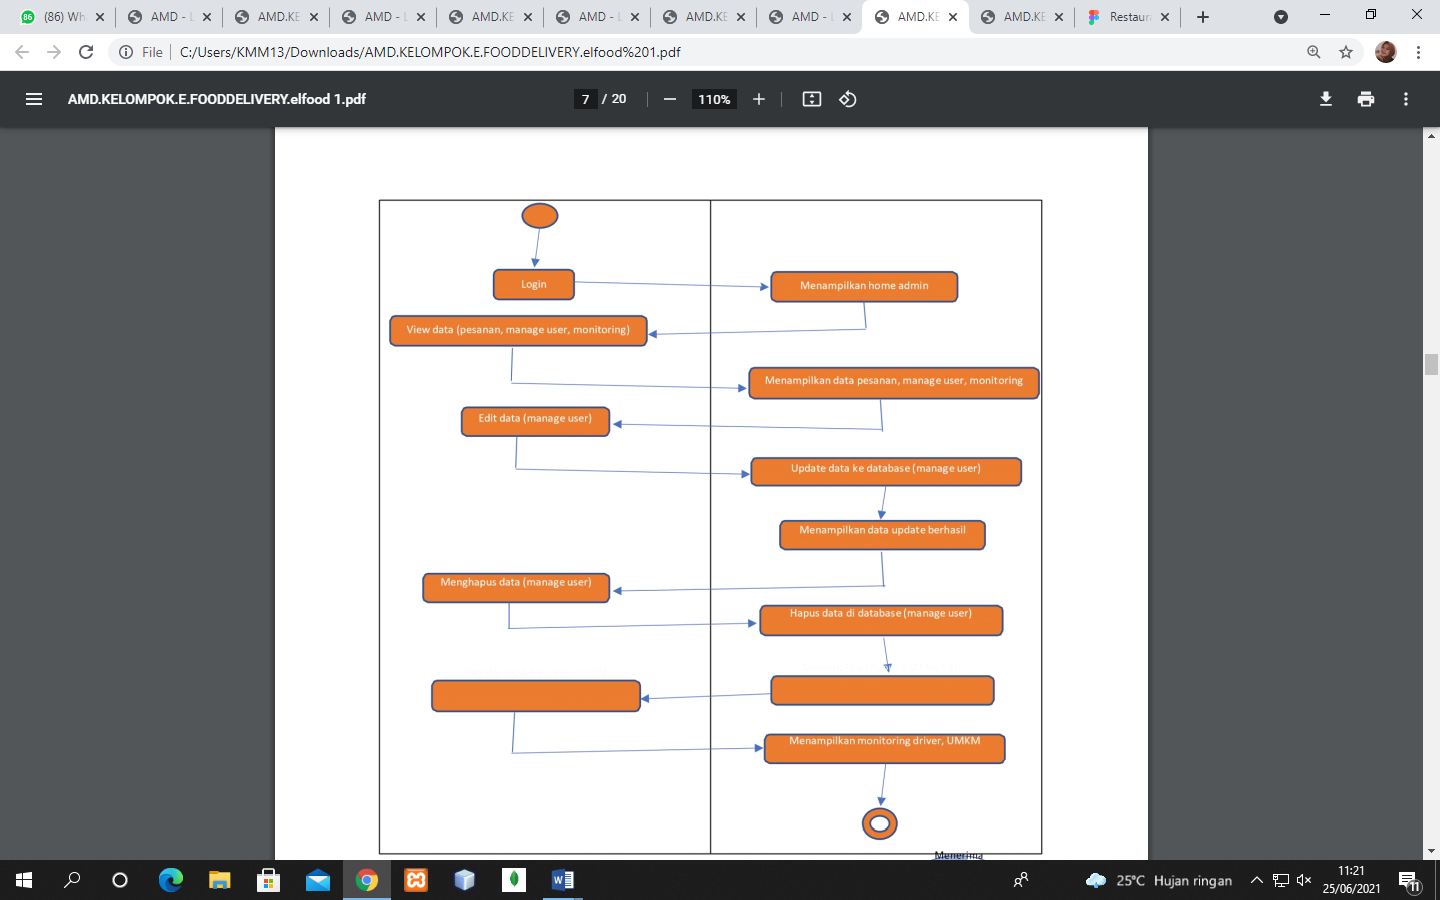 (86) Wh
AMD - L
AMD.KE
AMD - L
AMD.KE
AMD - L
AMD.KE
AMD - L
AMD.KE
AMD.KE
Restaur
File
C:/Users/KMM13/Downloads/AMD.KELOMPOK.E.FOODDELIVERY.elfood%201.pdf
AMD.KELOMPOK.E.FOODDELIVERY.elfood 1.pdf
7 / 20
110%
Login
Menampilkan home admin
View data (pesanan, manage user, monitoring)
Menampilkan data pesanan, manage user, monitoring
Edit data (manage user)
Update data ke database (manage user)
Menampilkan data update berhasil
Menghapus data (manage user)
Hapus data di database (manage user)
Menampilkan monitoring driver, UMKM
Menerima
25°C Hujan ringan
11:21
25/06/2021
11